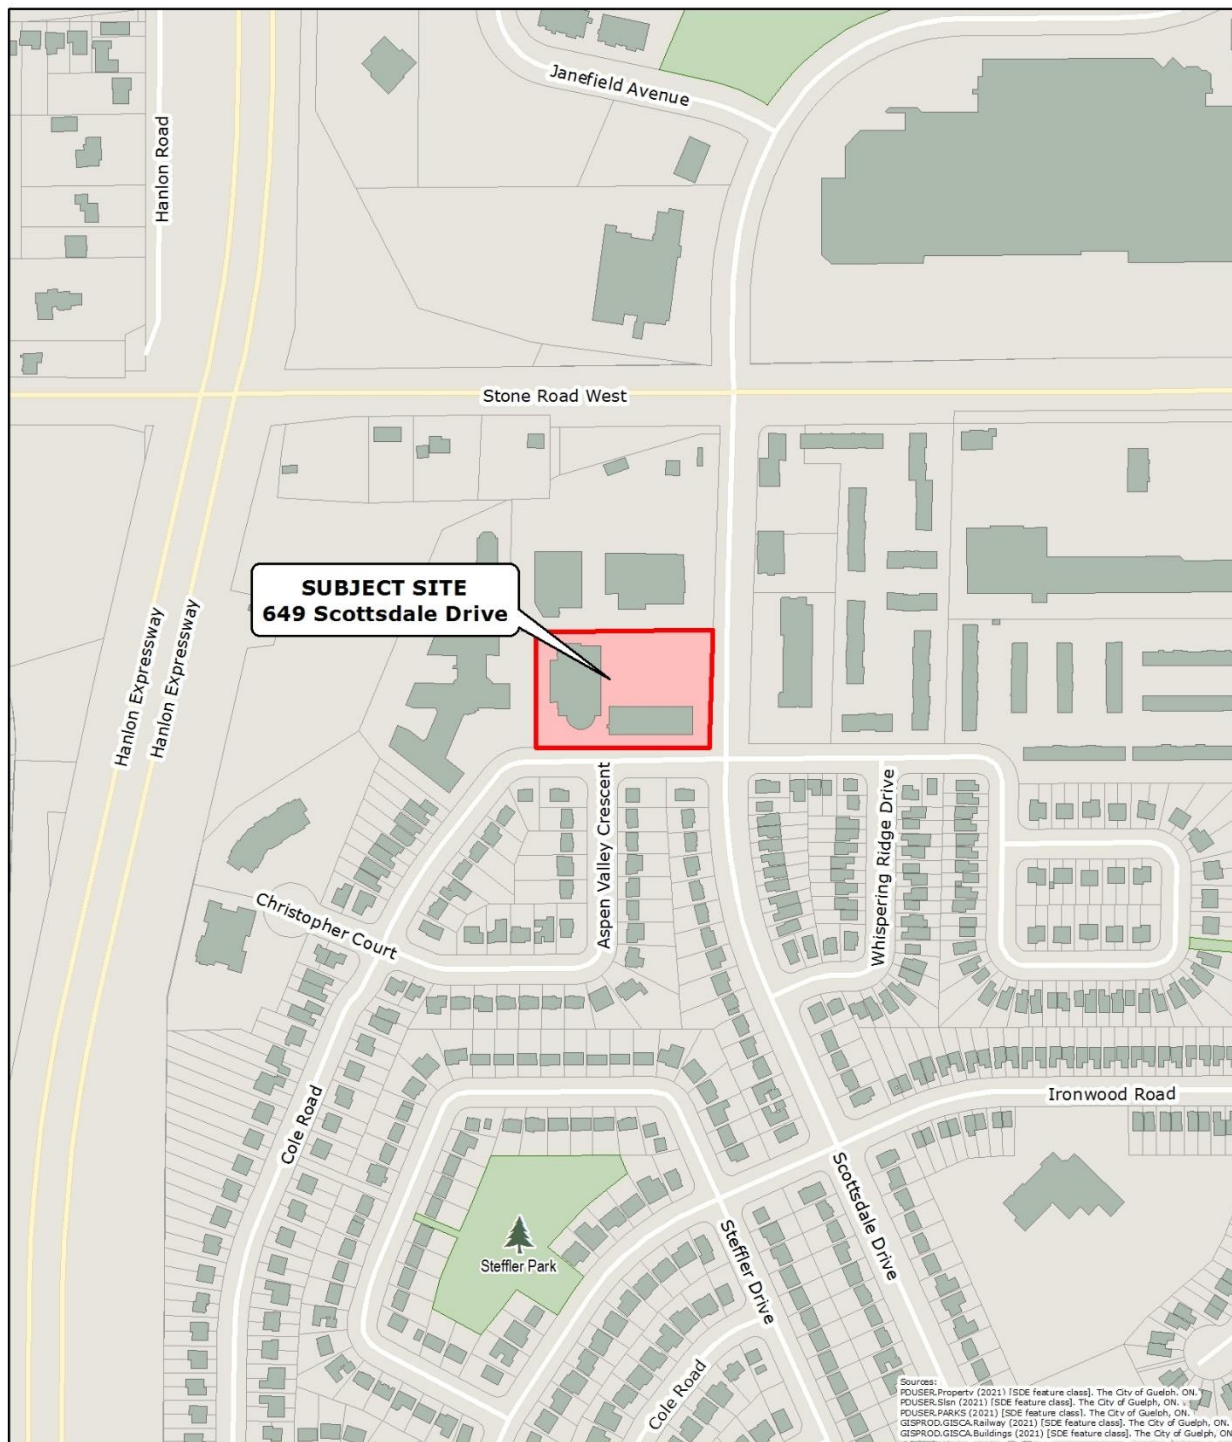 Janefield Avenue
Hanlon Road
Stone Road West
SUBJECT SITE
649 Scottsdale Drive
Hanlon Expressway
Hanlon Expressway
Aspen Valley Crescent
Whispering Ridge Drive
Christopher Court
Ironwood Road
Cole Road
Scottsdale Drive
Steffler Park
Steffler Drive
Cole Road
Sources:
PDUSER.Property (2021) [SDE feature class]. The City of Guelph, ON.
PDUSER.Slsn (2021) [SDE feature class]. The City of Guelph, ON.
PDUSER.PARKS (2021) [SDE feature class]. The City of Guelph, ON.
GISPROD.GISCA.Railway (2021) [SDE feature class]. The City of Guelph, ON.
GISPROD.GISCA.Buildings (2021) [SDE feature class]. The City of Guelph, ON